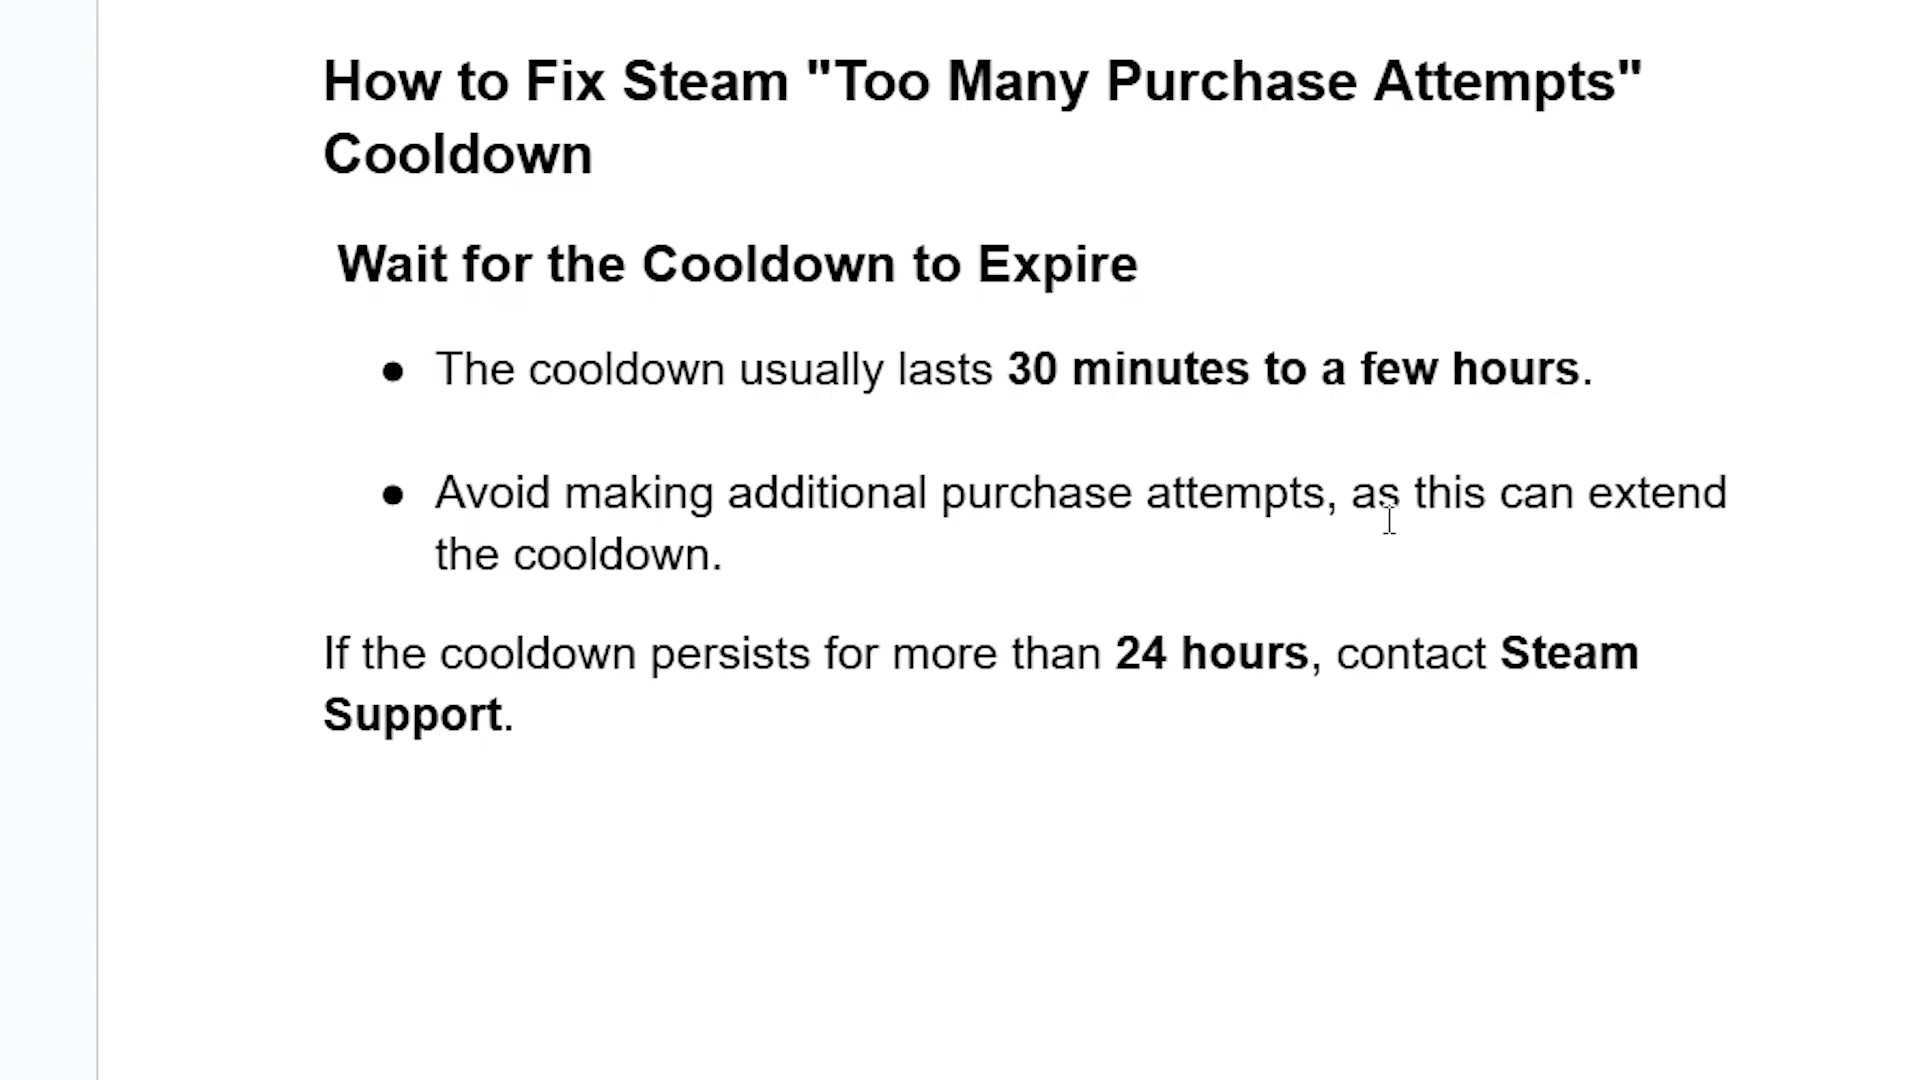 How to Fix Steam "Too Many Purchase Attempts"
Cooldown
Wait for the Cooldown to Expire
● The cooldown usually lasts 30 minutes to a few hours.
● Avoid making additional purchase attempts, as this can extend
the cooldown.
If the cooldown persists for more than 24 hours, contact Steam
Support.